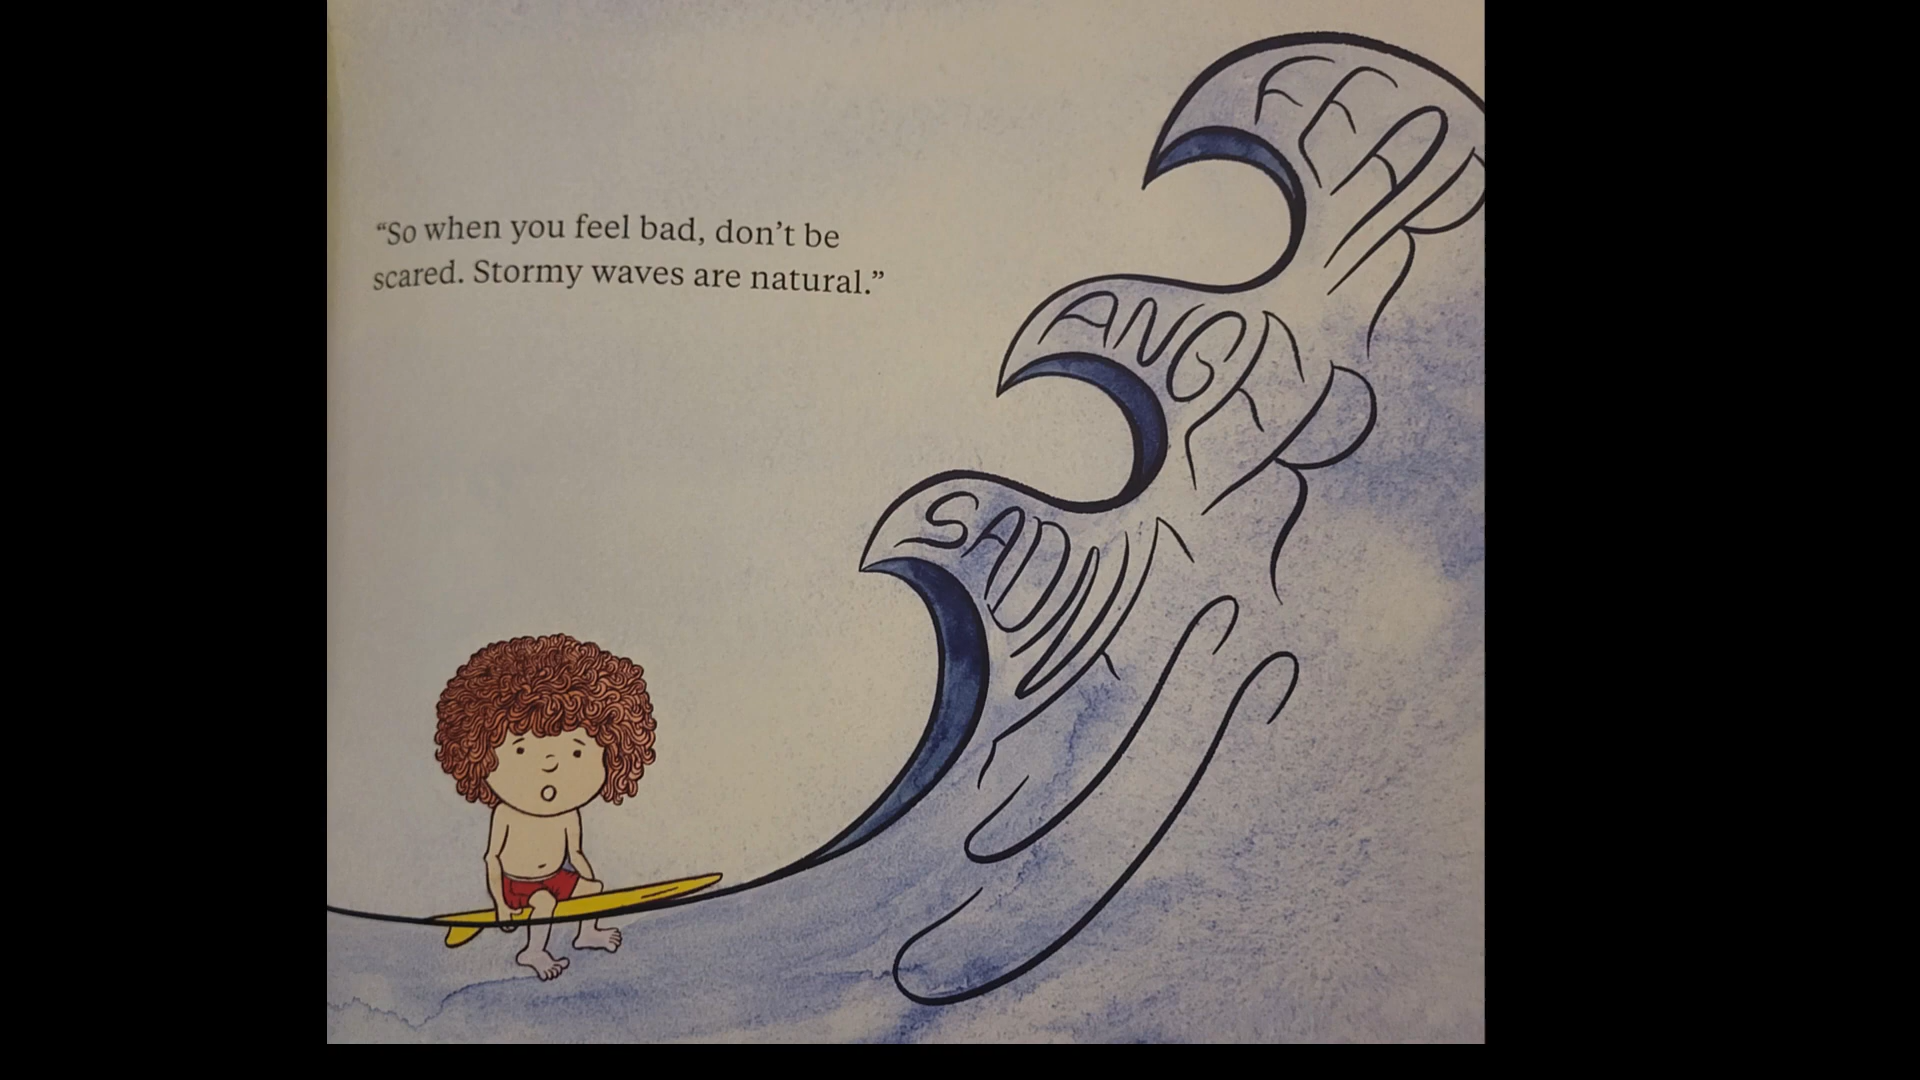 “So when you feel bad, don’t be
scared. Stormy waves are natural.”
FEAR
ANGER
SADNESS